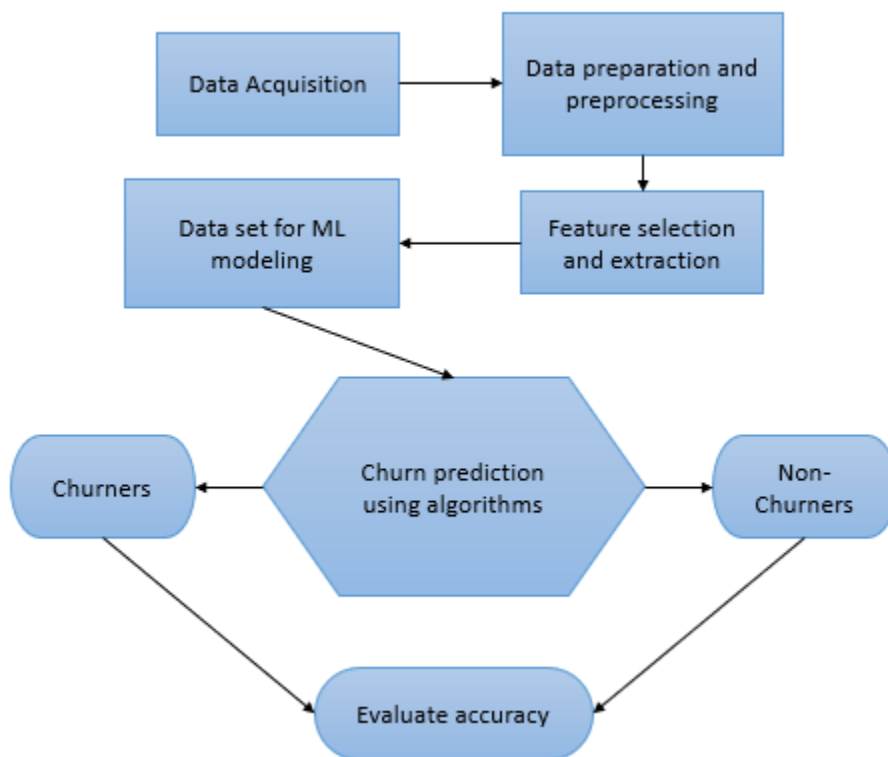 Data Acquisition
Data preparation and
preprocessing
Data set for ML
modeling
Feature selection
and extraction
Churners
Churn prediction
using algorithms
Non-
Churners
Evaluate accuracy